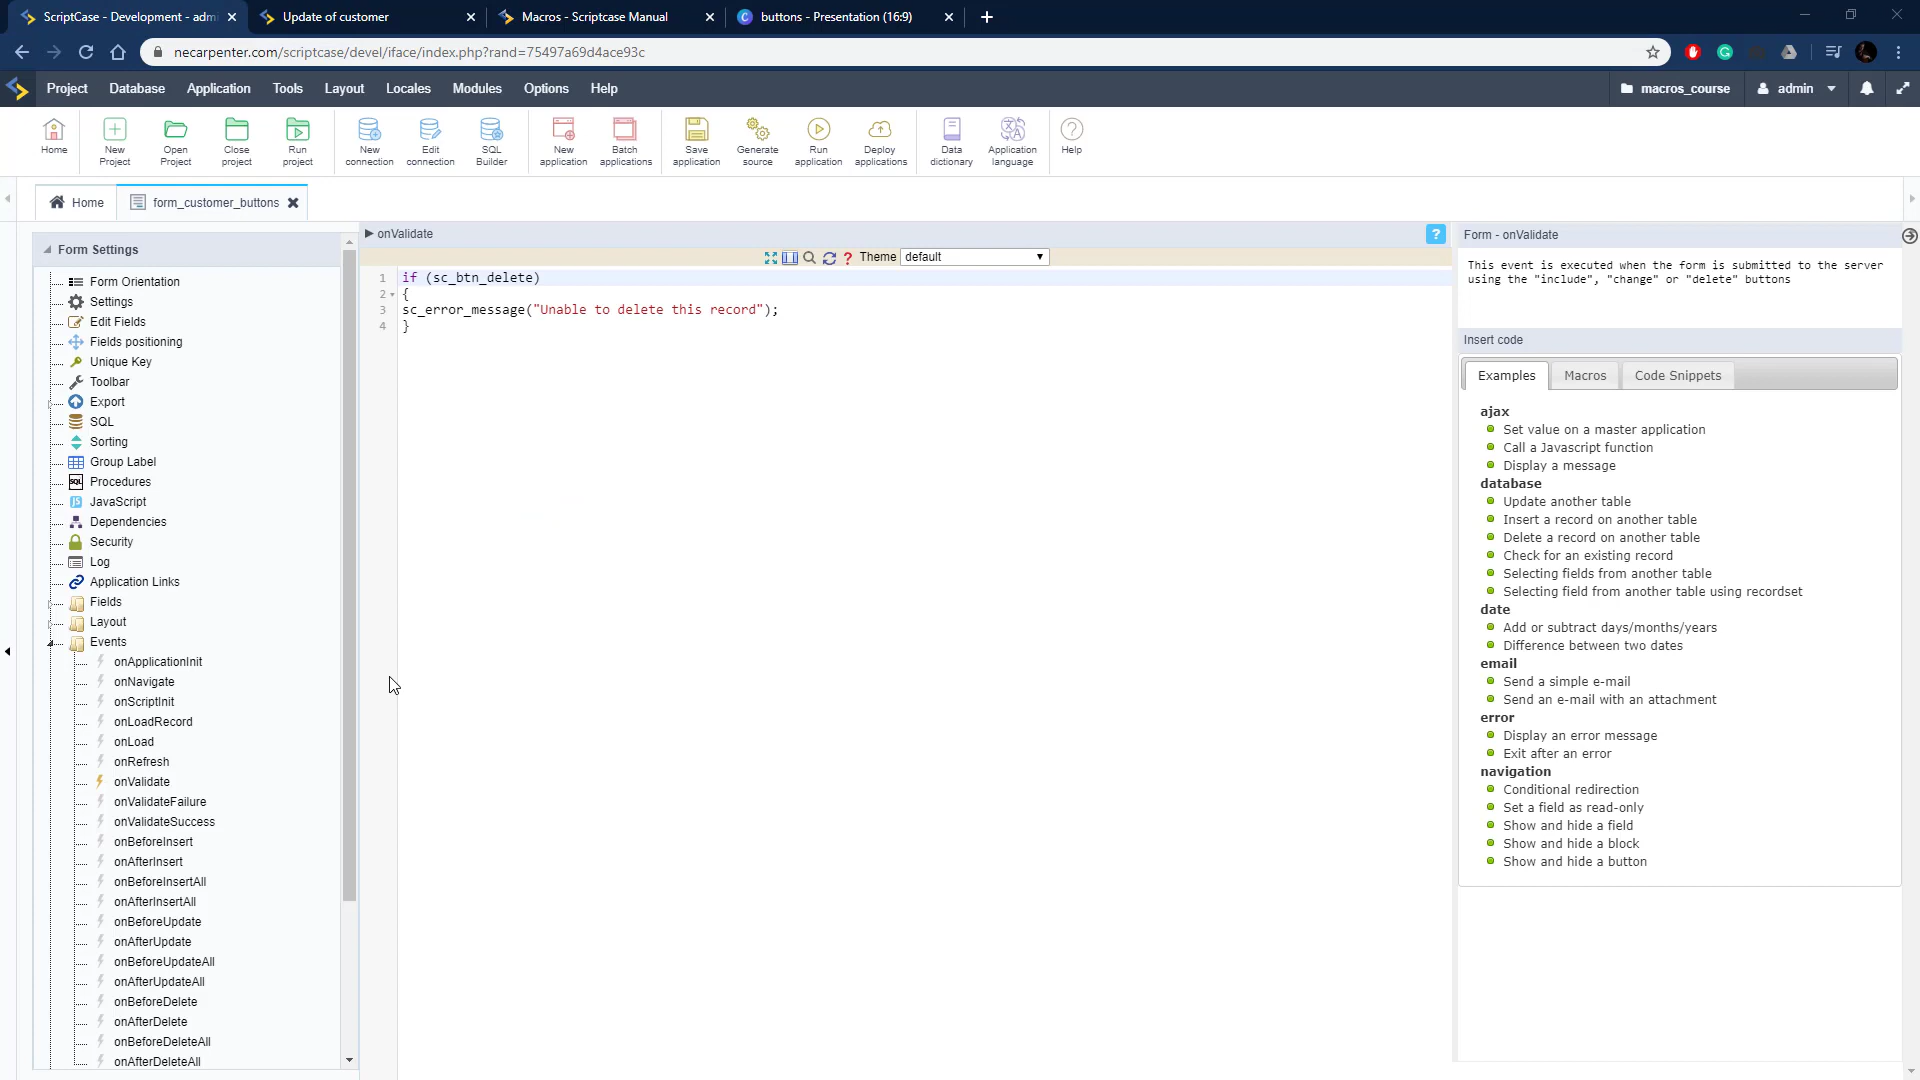 ScriptCase - Development - admi
Update of customer
Macros - Scriptcase Manual
buttons - Presentation (16:9)
necarpenter.com/scriptcase/devel/iface/index.php?rand=75497a69d4ace93c
Project Database Application Tools Layout Locales Modules Options Help
macros_course
admin
Home
New Project
Open Project
Close project
Run project
New connection
Edit connection
SQL Builder
New application
Batch applications
Save application
Generate source
Run application
Deploy applications
Data dictionary
Application language
Help
Home
form_customer_buttons
Form Settings
Form Orientation
Settings
Edit Fields
Fields positioning
Unique Key
Toolbar
Export
SQL
Sorting
Group Label
Procedures
JavaScript
Dependencies
Security
Log
Application Links
Fields
Layout
Events
onApplicationInit
onNavigate
onScriptInit
onLoadRecord
onLoad
onRefresh
onValidate
onValidateFailure
onValidateSuccess
onBeforeInsert
onAfterInsert
onBeforeInsertAll
onAfterInsertAll
onBeforeUpdate
onAfterUpdate
onBeforeUpdateAll
onAfterUpdateAll
onBeforeDelete
onAfterDelete
onBeforeDeleteAll
onAfterDeleteAll
onValidate
?
? Theme default
1 if (sc_btn_delete)
2 {
3 sc_error_message("Unable to delete this record");
4 }
Form - onValidate
This event is executed when the form is submitted to the server
using the "include", "change" or "delete" buttons
Insert code
Examples Macros Code Snippets
ajax
Set value on a master application
Call a Javascript function
Display a message
database
Update another table
Insert a record on another table
Delete a record on another table
Check for an existing record
Selecting fields from another table
Selecting field from another table using recordset
date
Add or subtract days/months/years
Difference between two dates
email
Send a simple e-mail
Send an e-mail with an attachment
error
Display an error message
Exit after an error
navigation
Conditional redirection
Set a field as read-only
Show and hide a field
Show and hide a block
Show and hide a button